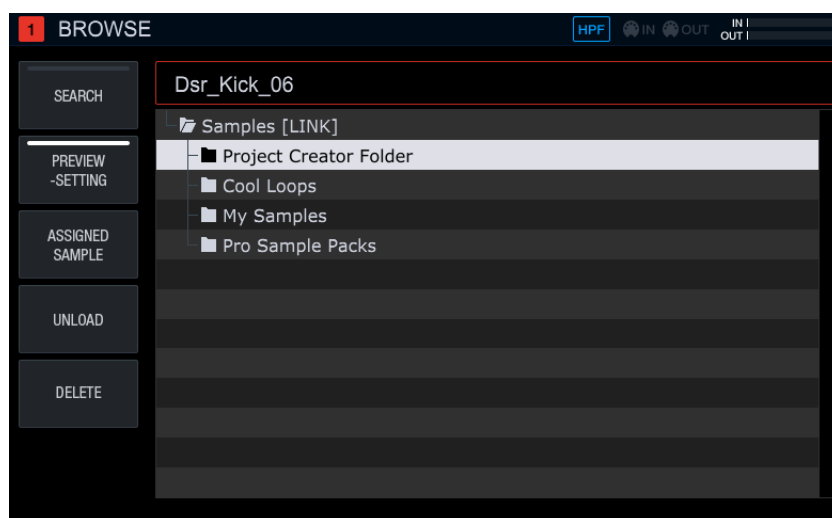 1 BROWSE
HPF IN OUT IN
OUT
SEARCH
Dsr_Kick_06
Samples [LINK]
Project Creator Folder
PREVIEW
-SETTING
Cool Loops
My Samples
ASSIGNED
SAMPLE
Pro Sample Packs
UNLOAD
DELETE